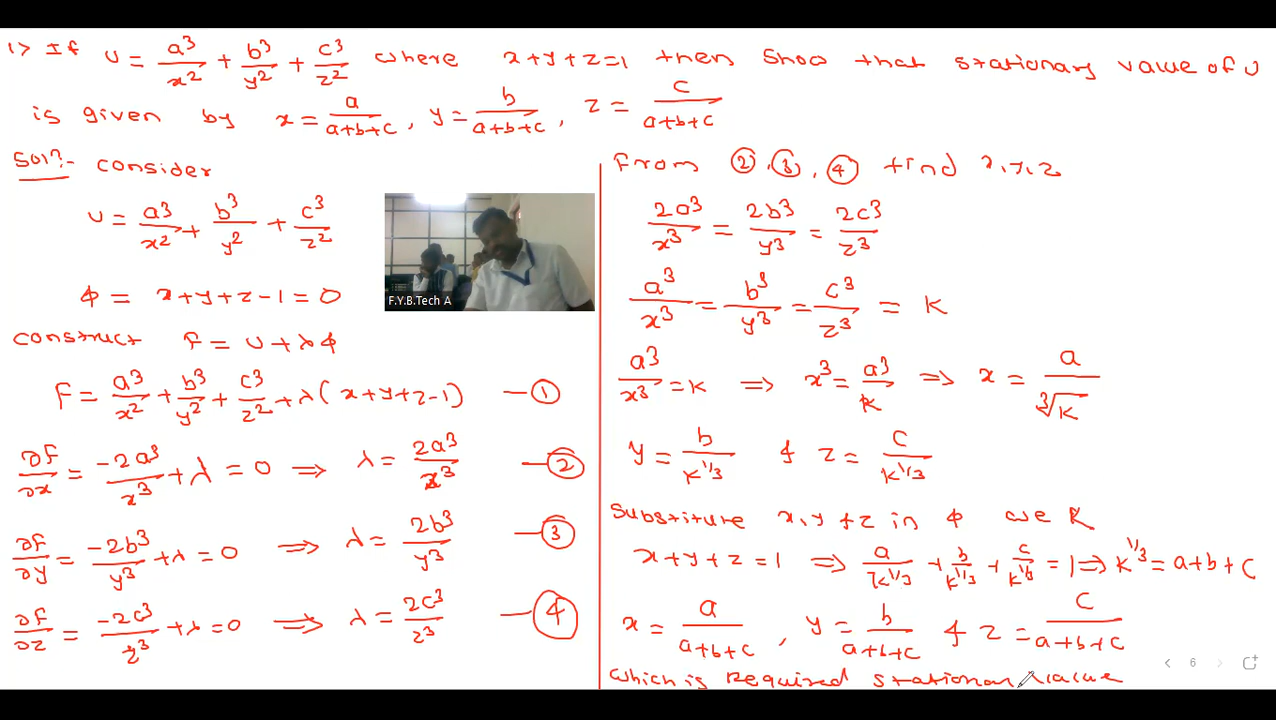 1) If u = a³/x² + b³/y² + c³/z² where x+y+z=1 then show that stationary value of u
is given by x = a/(a+b+c), y = b/(a+b+c), z = c/(a+b+c)
Sol?:- consider
u = a³/x² + b³/y² + c³/z²
φ = x+y+z-1=0
construct F = u+λφ
F = a³/x² + b³/y² + c³/z² + λ(x+y+z-1) —①
∂F/∂x = -2a³/x³ + λ = 0 ⇒ λ = 2a³/x³ —②
∂F/∂y = -2b³/y³ + λ = 0 ⇒ λ = 2b³/y³ —③
∂F/∂z = -2c³/z³ + λ = 0 ⇒ λ = 2c³/z³ —④
F.Y.B.Tech A
From ②, ③, ④ find x,y,z
2a³/x³ = 2b³/y³ = 2c³/z³
a³/x³ = b³/y³ = c³/z³ = k
a³/x³ = k ⇒ x³ = a³/k ⇒ x = a/∛k
y = b/k^1/3 & z = c/k^1/3
Substitute x,y & z in φ we
x+y+z=1 ⇒ a/k^1/3 + b/k^1/3 + c/k^1/3 = 1 ⇒ k^1/3 = a+b+c
x = a/(a+b+c), y = b/(a+b+c) & z = c/(a+b+c)
which is required stationary value
6